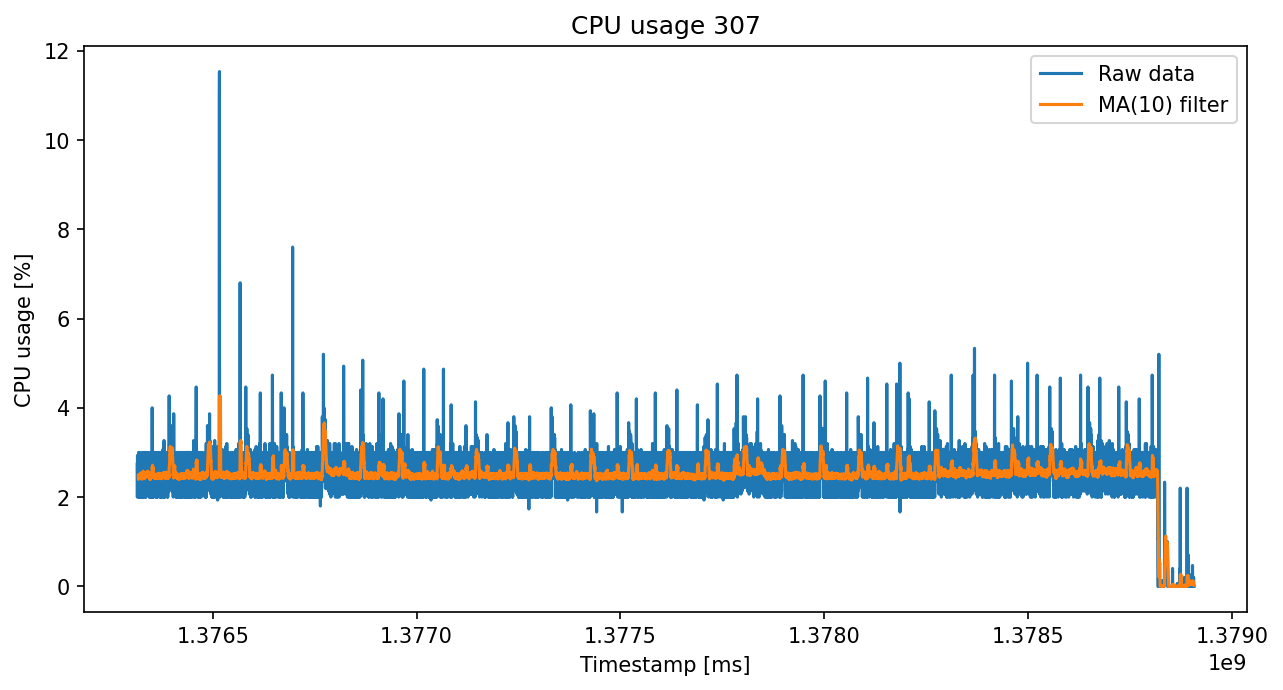 CPU usage 307
Raw data
MA(10) filter
CPU usage [%]
12
10
8
6
4
2
0
1.3765 1.3770 1.3775 1.3780 1.3785 1.3790
1e9
Timestamp [ms]